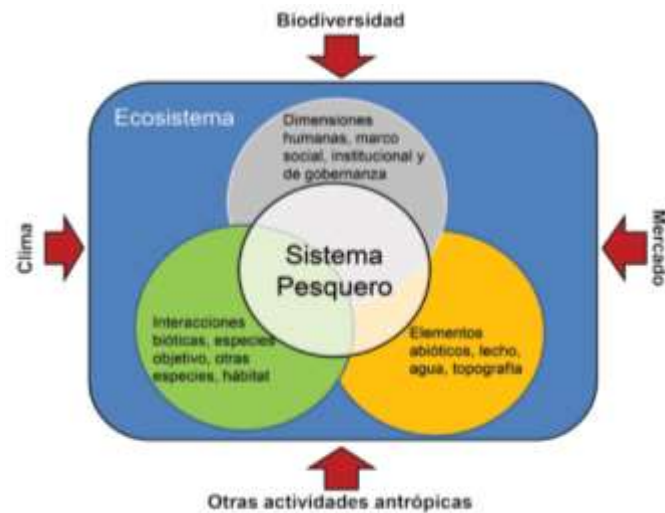 Biodiversidad
Ecosistema
Dimensiones
humanas, marco
social, institucional y
de gobernanza
Clima
Mercado
Sistema
Pesquero
Interacciones
bióticas, especies
objetivo, otras
especies, hábitat
Elementos
abióticos, lecho,
agua, topografía
Otras actividades antrópicas